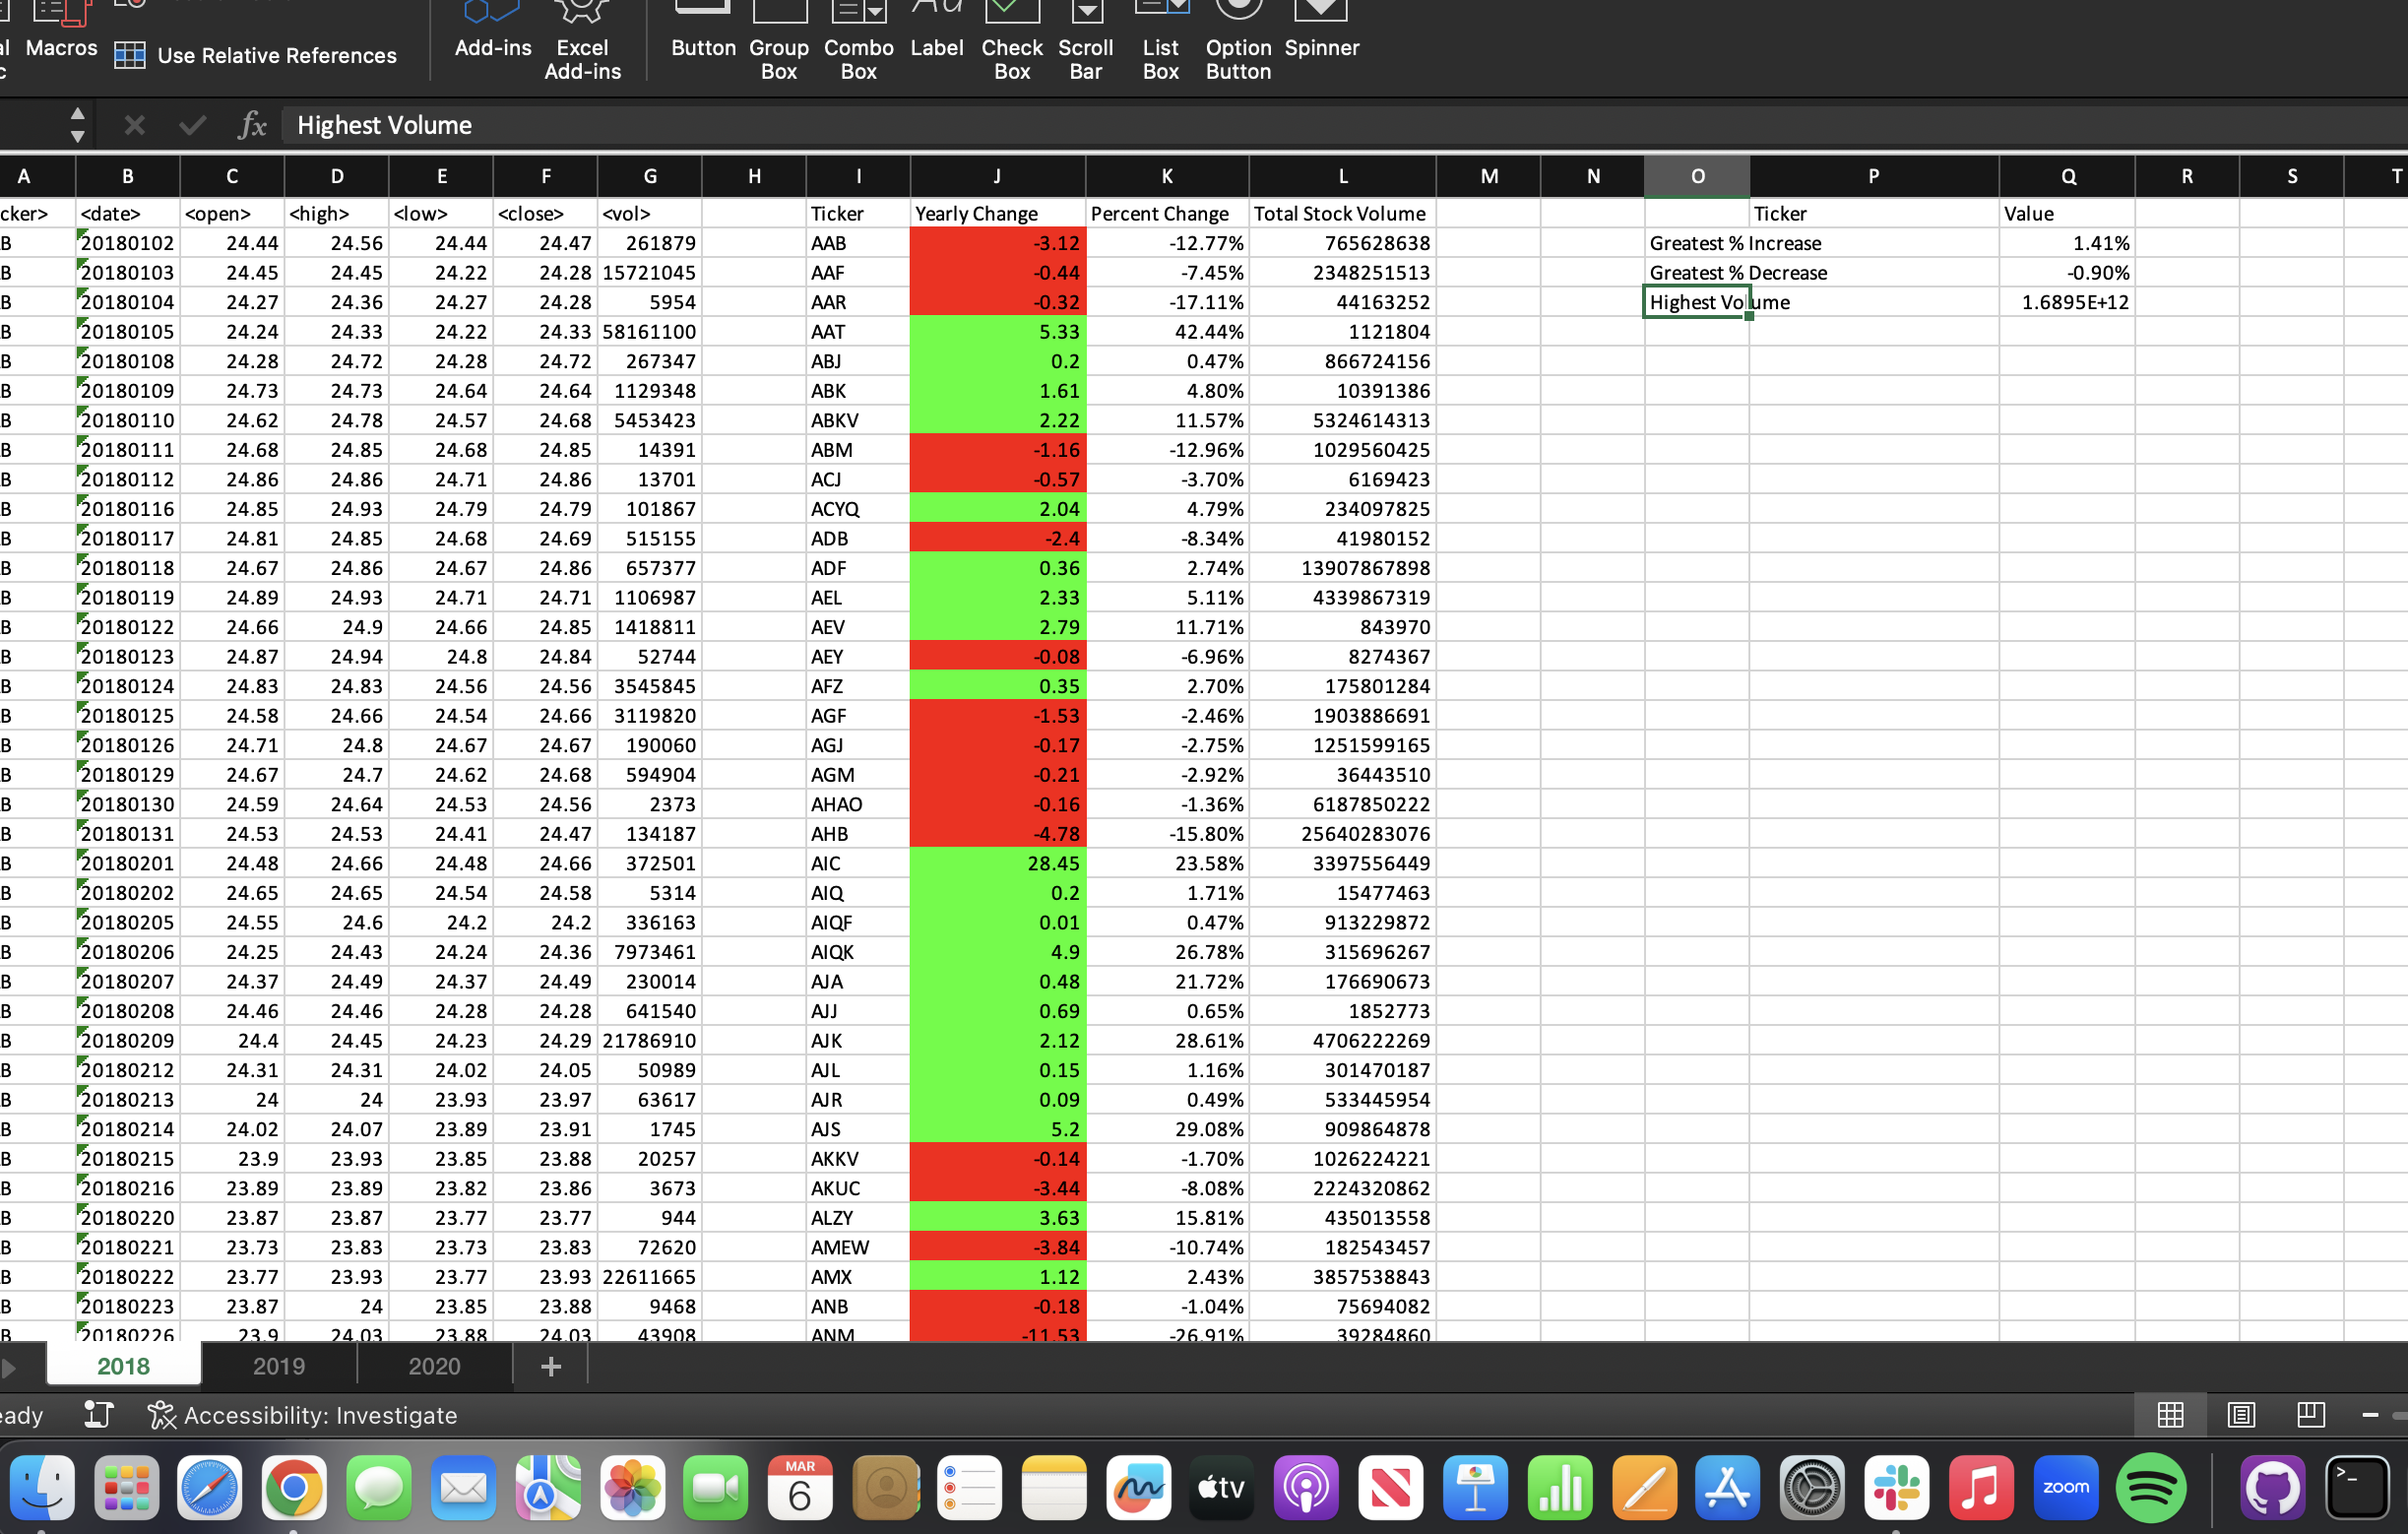 Macros Use Relative References Add-ins Excel Add-ins Button Group Box Combo Box Label Check Box Scroll Bar List Box Option Button Spinner
fx Highest Volume
A B C D E F G H I J K L M N O P Q R S T
cker> <date> <open> <high> <low> <close> <vol> Ticker Yearly Change Percent Change Total Stock Volume Ticker Value
B 20180102 24.44 24.56 24.44 24.47 261879 AAB -3.12 -12.77% 765628638 Greatest % Increase 1.41%
B 20180103 24.45 24.45 24.22 24.28 15721045 AAF -0.44 -7.45% 2348251513 Greatest % Decrease -0.90%
B 20180104 24.27 24.36 24.27 24.28 5954 AAR -0.32 -17.11% 44163252 Highest Volume 1.6895E+12
B 20180105 24.24 24.33 24.22 24.33 58161100 AAT 5.33 42.44% 1121804
B 20180108 24.28 24.72 24.28 24.72 267347 ABJ 0.2 0.47% 866724156
B 20180109 24.73 24.73 24.64 24.64 1129348 ABK 1.61 4.80% 10391386
B 20180110 24.62 24.78 24.57 24.68 5453423 ABKV 2.22 11.57% 5324614313
B 20180111 24.68 24.85 24.68 24.85 14391 ABM -1.16 -12.96% 1029560425
B 20180112 24.86 24.86 24.71 24.86 13701 ACJ -0.57 -3.70% 6169423
B 20180116 24.85 24.93 24.79 24.79 101867 ACYQ 2.04 4.79% 234097825
B 20180117 24.81 24.85 24.68 24.69 515155 ADB -2.4 -8.34% 41980152
B 20180118 24.67 24.86 24.67 24.86 657377 ADF 0.36 2.74% 13907867898
B 20180119 24.89 24.93 24.71 24.71 1106987 AEL 2.33 5.11% 4339867319
B 20180122 24.66 24.9 24.66 24.85 1418811 AEV 2.79 11.71% 843970
B 20180123 24.87 24.94 24.8 24.84 52744 AEY -0.08 -6.96% 8274367
B 20180124 24.83 24.83 24.56 24.56 3545845 AFZ 0.35 2.70% 175801284
B 20180125 24.58 24.66 24.54 24.66 3119820 AGF -1.53 -2.46% 1903886691
B 20180126 24.71 24.8 24.67 24.67 190060 AGJ -0.17 -2.75% 1251599165
B 20180129 24.67 24.7 24.62 24.68 594904 AGM -0.21 -2.92% 36443510
B 20180130 24.59 24.64 24.53 24.56 2373 AHAO -0.16 -1.36% 6187850222
B 20180131 24.53 24.53 24.41 24.47 134187 AHB -4.78 -15.80% 25640283076
B 20180201 24.48 24.66 24.48 24.66 372501 AIC 28.45 23.58% 3397556449
B 20180202 24.65 24.65 24.54 24.58 5314 AIQ 0.2 1.71% 15477463
B 20180205 24.55 24.6 24.2 24.2 336163 AIQF 0.01 0.47% 913229872
B 20180206 24.25 24.43 24.24 24.36 7973461 AIQK 4.9 26.78% 315696267
B 20180207 24.37 24.49 24.37 24.49 230014 AJA 0.48 21.72% 176690673
B 20180208 24.46 24.46 24.28 24.28 641540 AJJ 0.69 0.65% 1852773
B 20180209 24.4 24.45 24.23 24.29 21786910 AJK 2.12 28.61% 4706222269
B 20180212 24.31 24.31 24.02 24.05 50989 AJL 0.15 1.16% 301470187
B 20180213 24 24 23.93 23.97 63617 AJR 0.09 0.49% 533445954
B 20180214 24.02 24.07 23.89 23.91 1745 AJS 5.2 29.08% 909864878
B 20180215 23.9 23.93 23.85 23.88 20257 AKKV -0.14 -1.70% 1026224221
B 20180216 23.89 23.89 23.82 23.86 3673 AKUC -3.44 -8.08% 2224320862
B 20180220 23.87 23.87 23.77 23.77 944 ALZY 3.63 15.81% 435013558
B 20180221 23.73 23.83 23.73 23.83 72620 AMEW -3.84 -10.74% 182543457
B 20180222 23.77 23.93 23.77 23.93 22611665 AMX 1.12 2.43% 3857538843
B 20180223 23.87 24 23.85 23.88 9468 ANB -0.18 -1.04% 75694082
B 20180226 23.9 24.03 23.88 24.03 43908 ANM -11.53 -26.91% 39284860
2018 2019 2020 +
eady Accessibility: Investigate
MAR
6
tv
zoom
>_